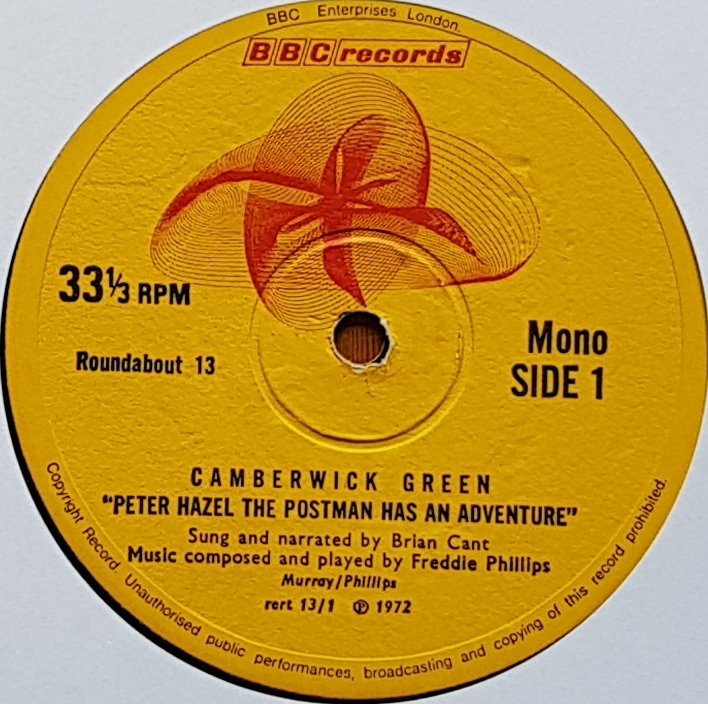 BBC Enterprises London.
BBC records
33⅓ RPM
Mono
Roundabout 13
SIDE 1
CAMBERWICK GREEN
"PETER HAZEL THE POSTMAN HAS AN ADVENTURE"
Sung and narrated by Brian Cant
Music composed and played by Freddie Phillips
Murray/Phillips
rert 13/1 ℗ 1972
Copyright Record. Unauthorised public performances, broadcasting and copying of this record prohibited.